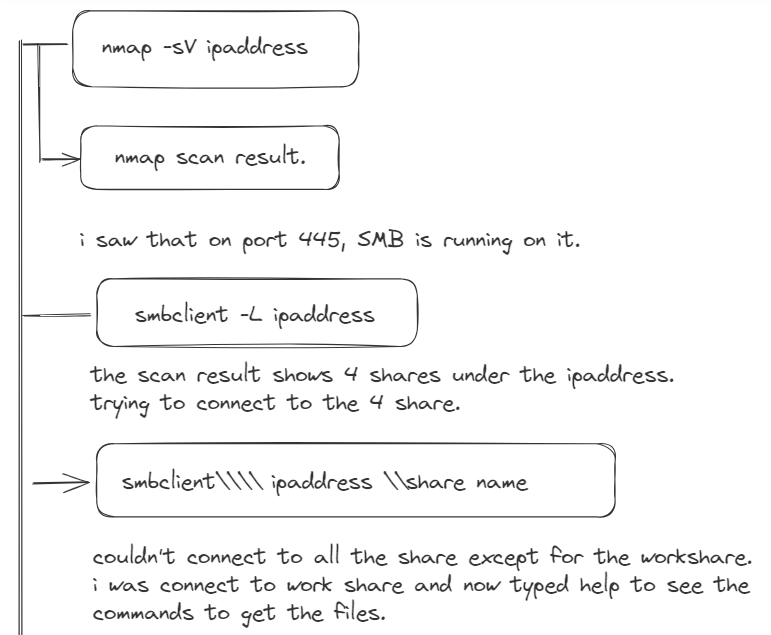 nmap -sV ipaddress
nmap scan result.
i saw that on port 445, SMB is running on it.
smbclient -L ipaddress
the scan result shows 4 shares under the ipaddress.
trying to connect to the 4 share.
smbclient\\\\ ipaddress \\share name
couldn't connect to all the share except for the workshare.
i was connect to work share and now typed help to see the
commands to get the files.